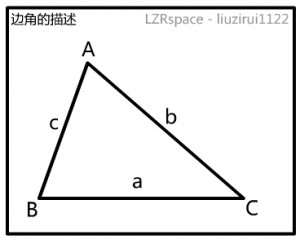 边角的描述 LZRspace - liuzirui1122
A
c b
a
B C